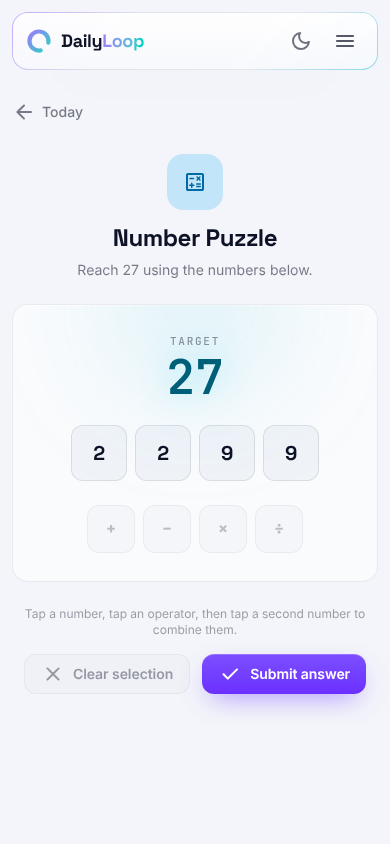 DailyLoop
Today
Number Puzzle
Reach 27 using the numbers below.
TARGET
27
2 2 9 9
+ − × ÷
Tap a number, tap an operator, then tap a second number to
combine them.
Clear selection Submit answer